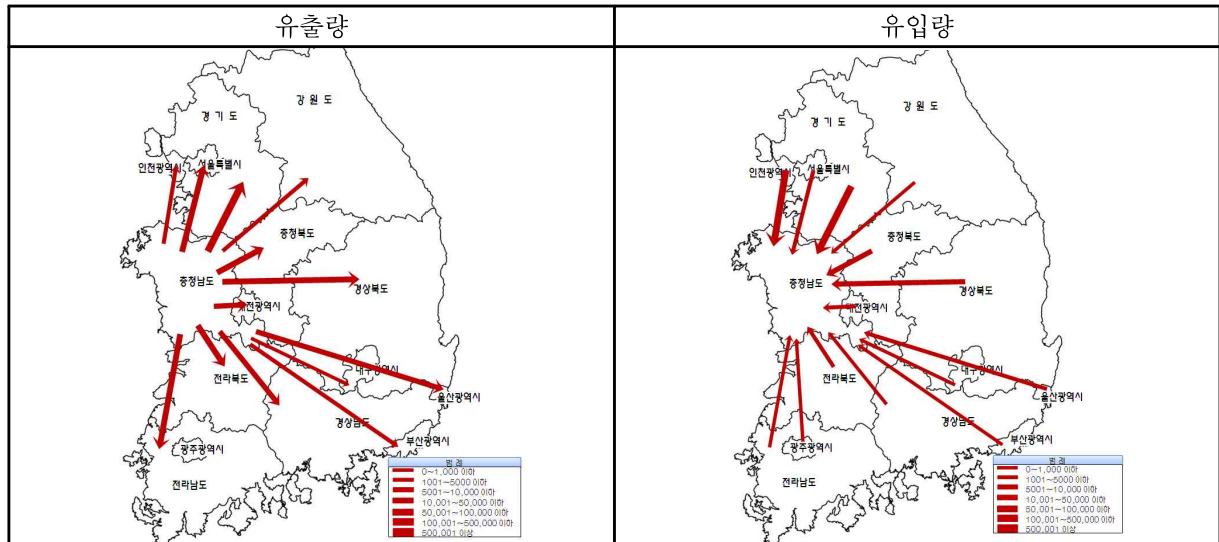 유출량
유입량
강 원 도
경 기 도
인천광역시
서울특별시
충청북도
충청남도
경상북도
대전광역시
대구광역시
전라북도
울산광역시
부산광역시
광주광역시
전라남도
범 례
0~1,000 이하
1001~5000 이하
5001~10,000 이하
10,001~50,000 이하
50,001~100,000 이하
100,001~500,000 이하
500,001 이상
강 원 도
경 기 도
인천광역시
서울특별시
충청북도
충청남도
경상북도
대전광역시
대구광역시
전라북도
울산광역시
경상남도
부산광역시
광주광역시
전라남도
범 례
0~1,000 이하
1001~5000 이하
5001~10,000 이하
10,001~50,000 이하
50,001~100,000 이하
100,001~500,000 이하
500,001 이상